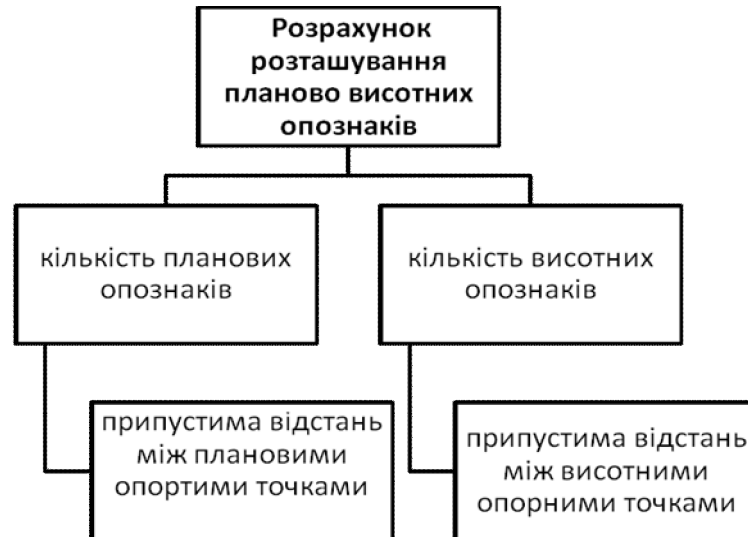 Розрахунок
розташування
планово висотних
опознаків
кількість планових
опознаків
кількість висотних
опознаків
припустима відстань
між плановими
опортими точками
припустима відстань
між висотними
опорними точками